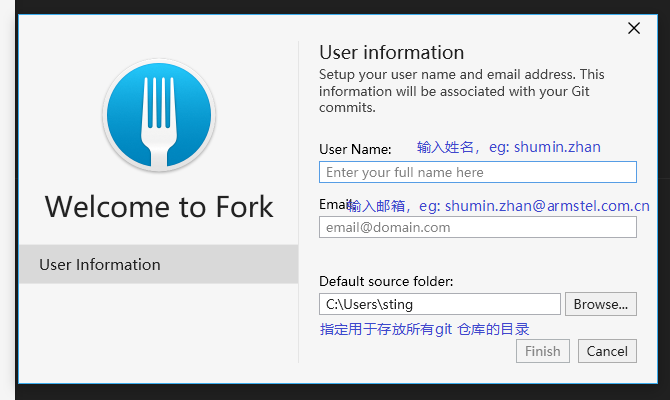 User information
Setup your user name and email address. This
information will be associated with your Git
commits.
User Name:
输入姓名，eg: shumin.zhan
Enter your full name here
Welcome to Fork
Email:
输入邮箱，eg: shumin.zhan@armstel.com.cn
email@domain.com
User Information
Default source folder:
C:\Users\sting
Browse...
指定用于存放所有git 仓库的目录
Finish
Cancel